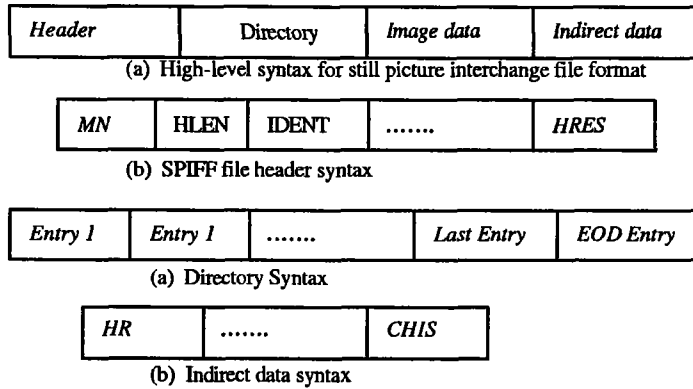 Header Directory Image data Indirect data
(a) High-level syntax for still picture interchange file format
MN HLEN IDENT ....... HRES
(b) SPIFF file header syntax
Entry 1 Entry 1 ....... Last Entry EOD Entry
(a) Directory Syntax
HR ....... CHIS
(b) Indirect data syntax